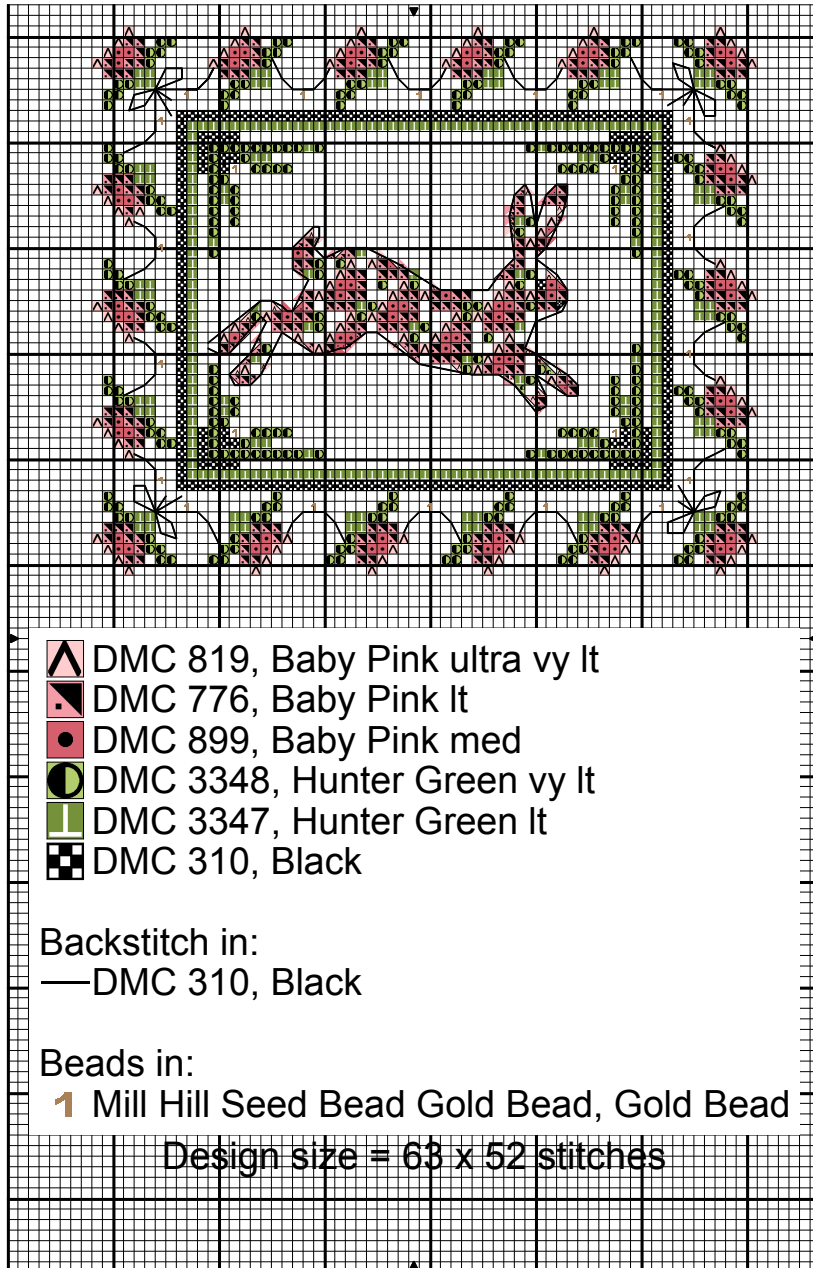 DMC 819, Baby Pink ultra vy lt
DMC 776, Baby Pink lt
DMC 899, Baby Pink med
DMC 3348, Hunter Green vy lt
DMC 3347, Hunter Green lt
DMC 310, Black
Backstitch in:
DMC 310, Black
Beads in:
1 Mill Hill Seed Bead Gold Bead, Gold Bead
Design size = 63 x 52 stitches